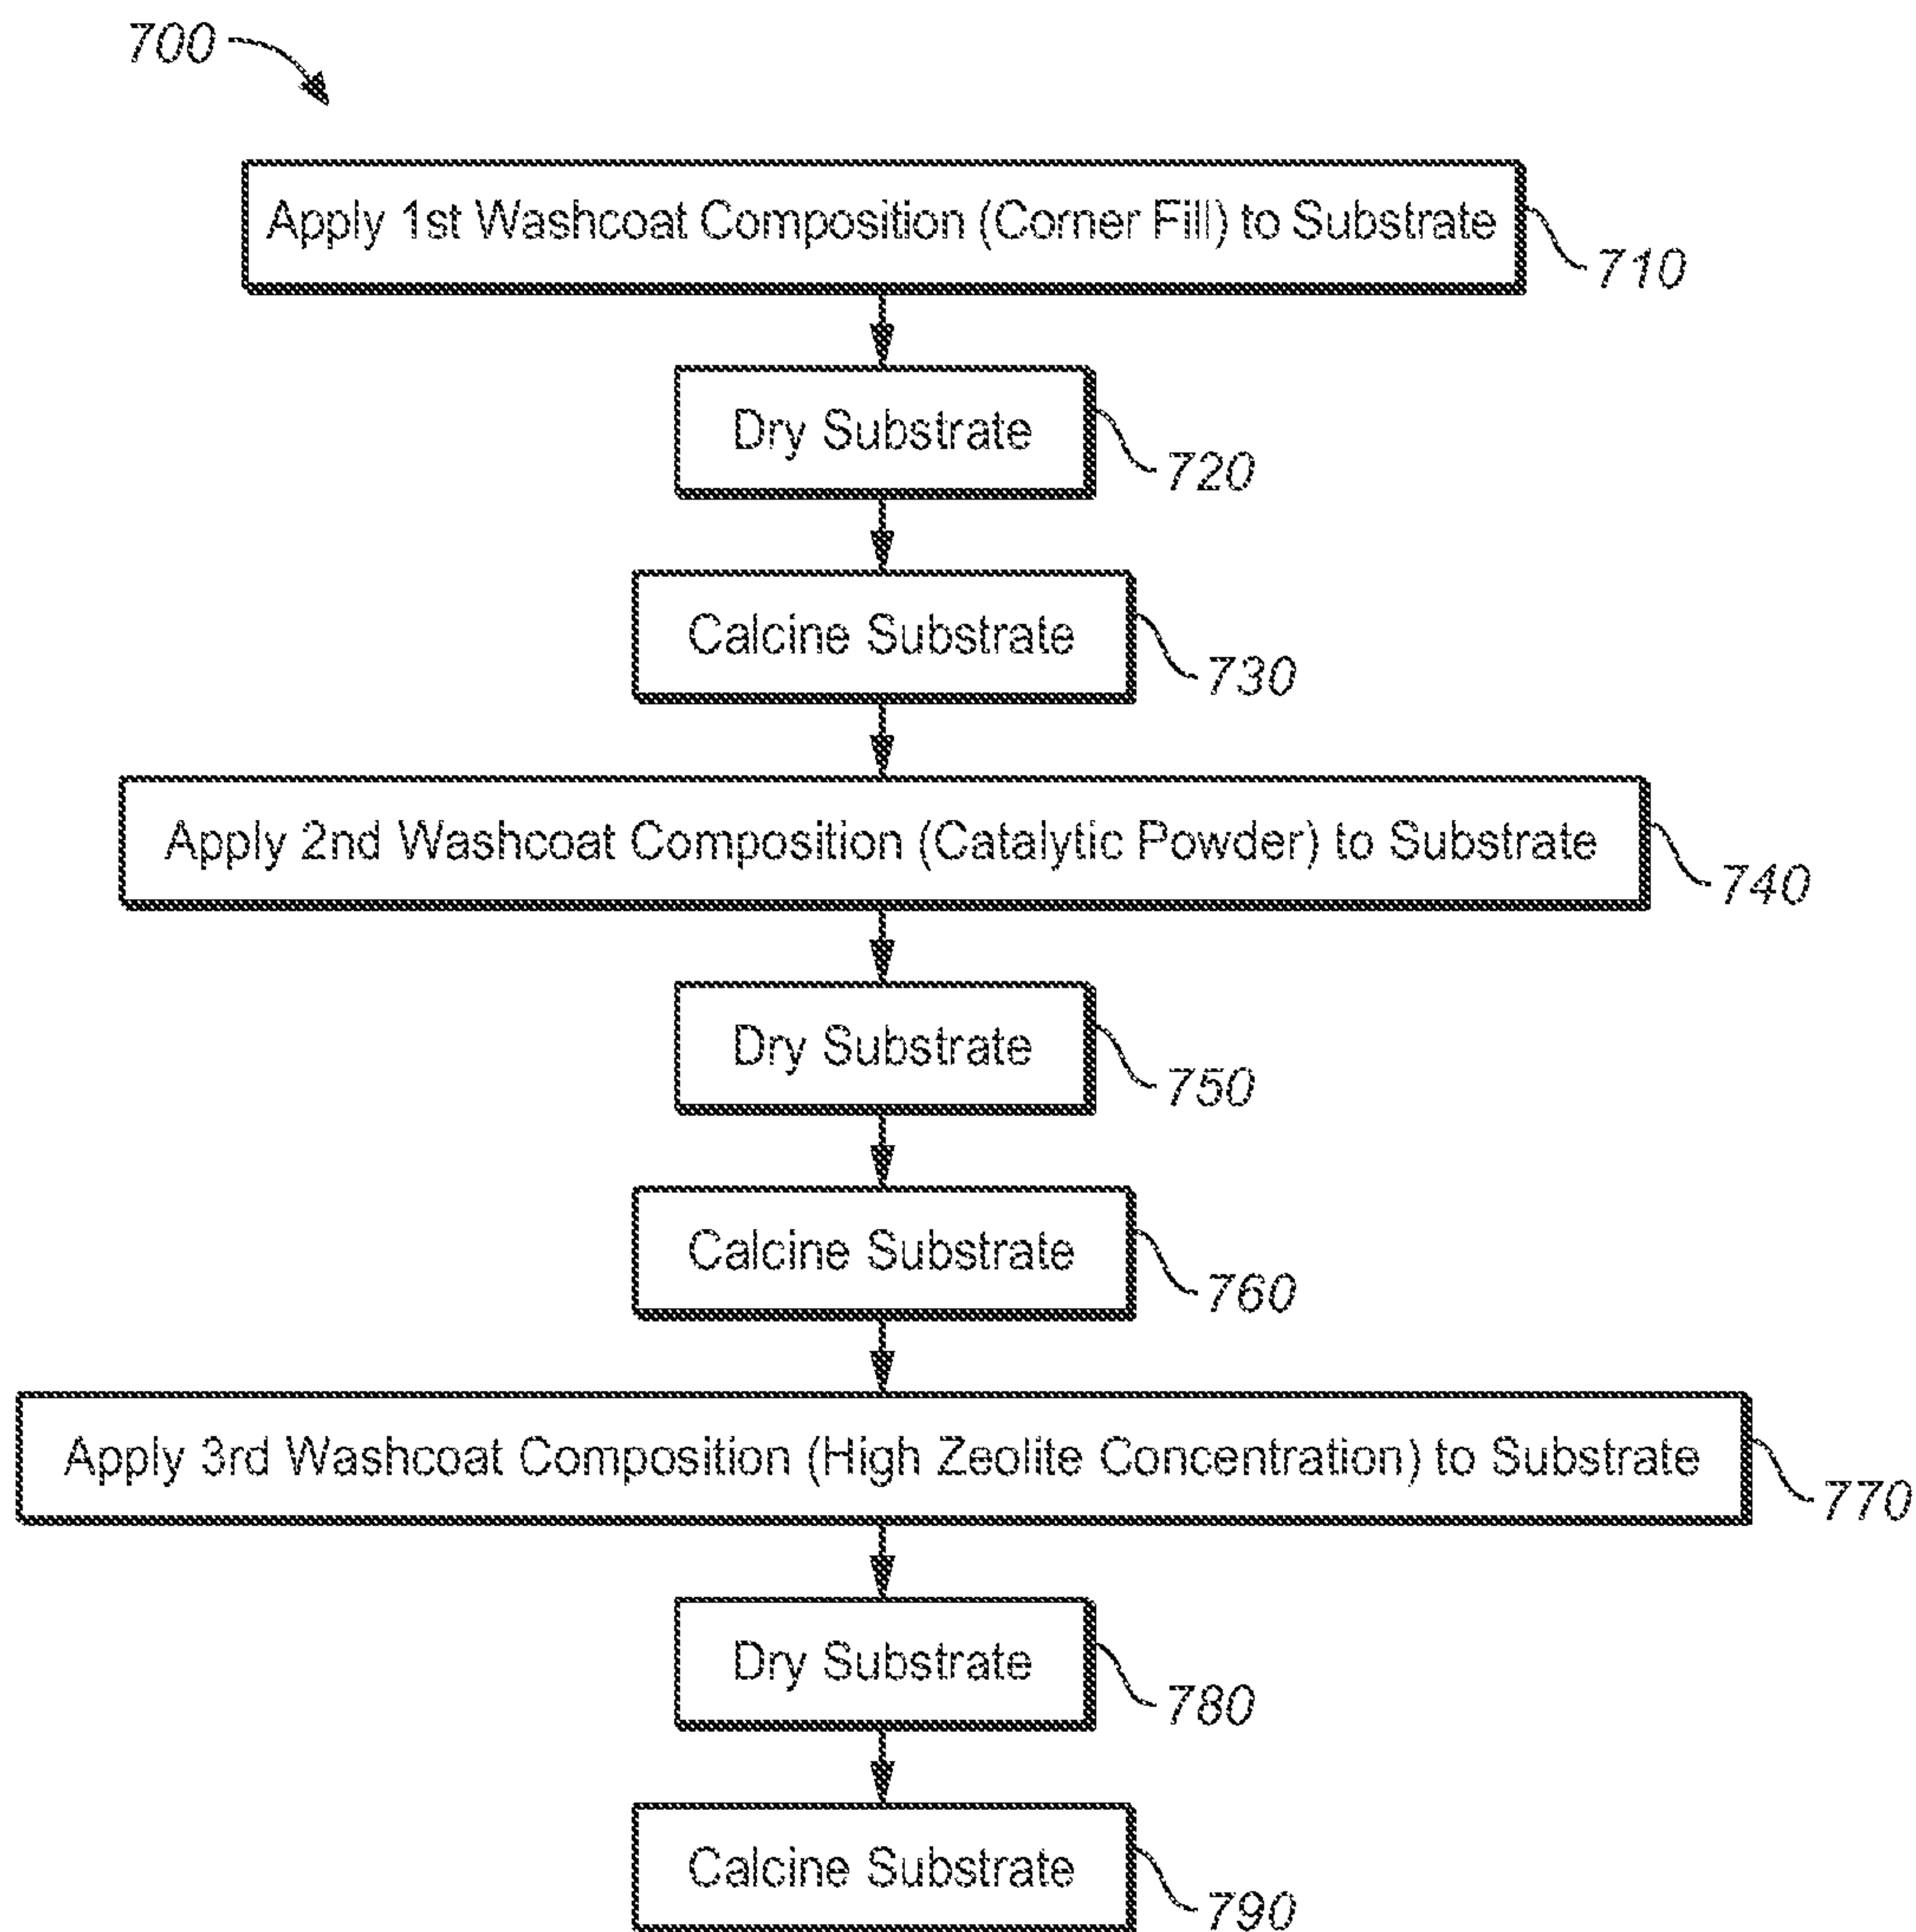 700
Apply 1st Washcoat Composition (Corner Fill) to Substrate
710
Dry Substrate
720
Calcine Substrate
730
Apply 2nd Washcoat Composition (Catalytic Powder) to Substrate
740
Dry Substrate
750
Calcine Substrate
760
Apply 3rd Washcoat Composition (High Zeolite Concentration) to Substrate
770
Dry Substrate
780
Calcine Substrate
790